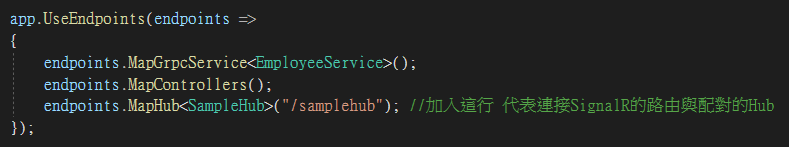 app.UseEndpoints(endpoints =>
{
    endpoints.MapGrpcService<EmployeeService>();
    endpoints.MapControllers();
    endpoints.MapHub<SampleHub>("/samplehub"); //加入這行 代表連接SignalR的路由與配對的Hub
});